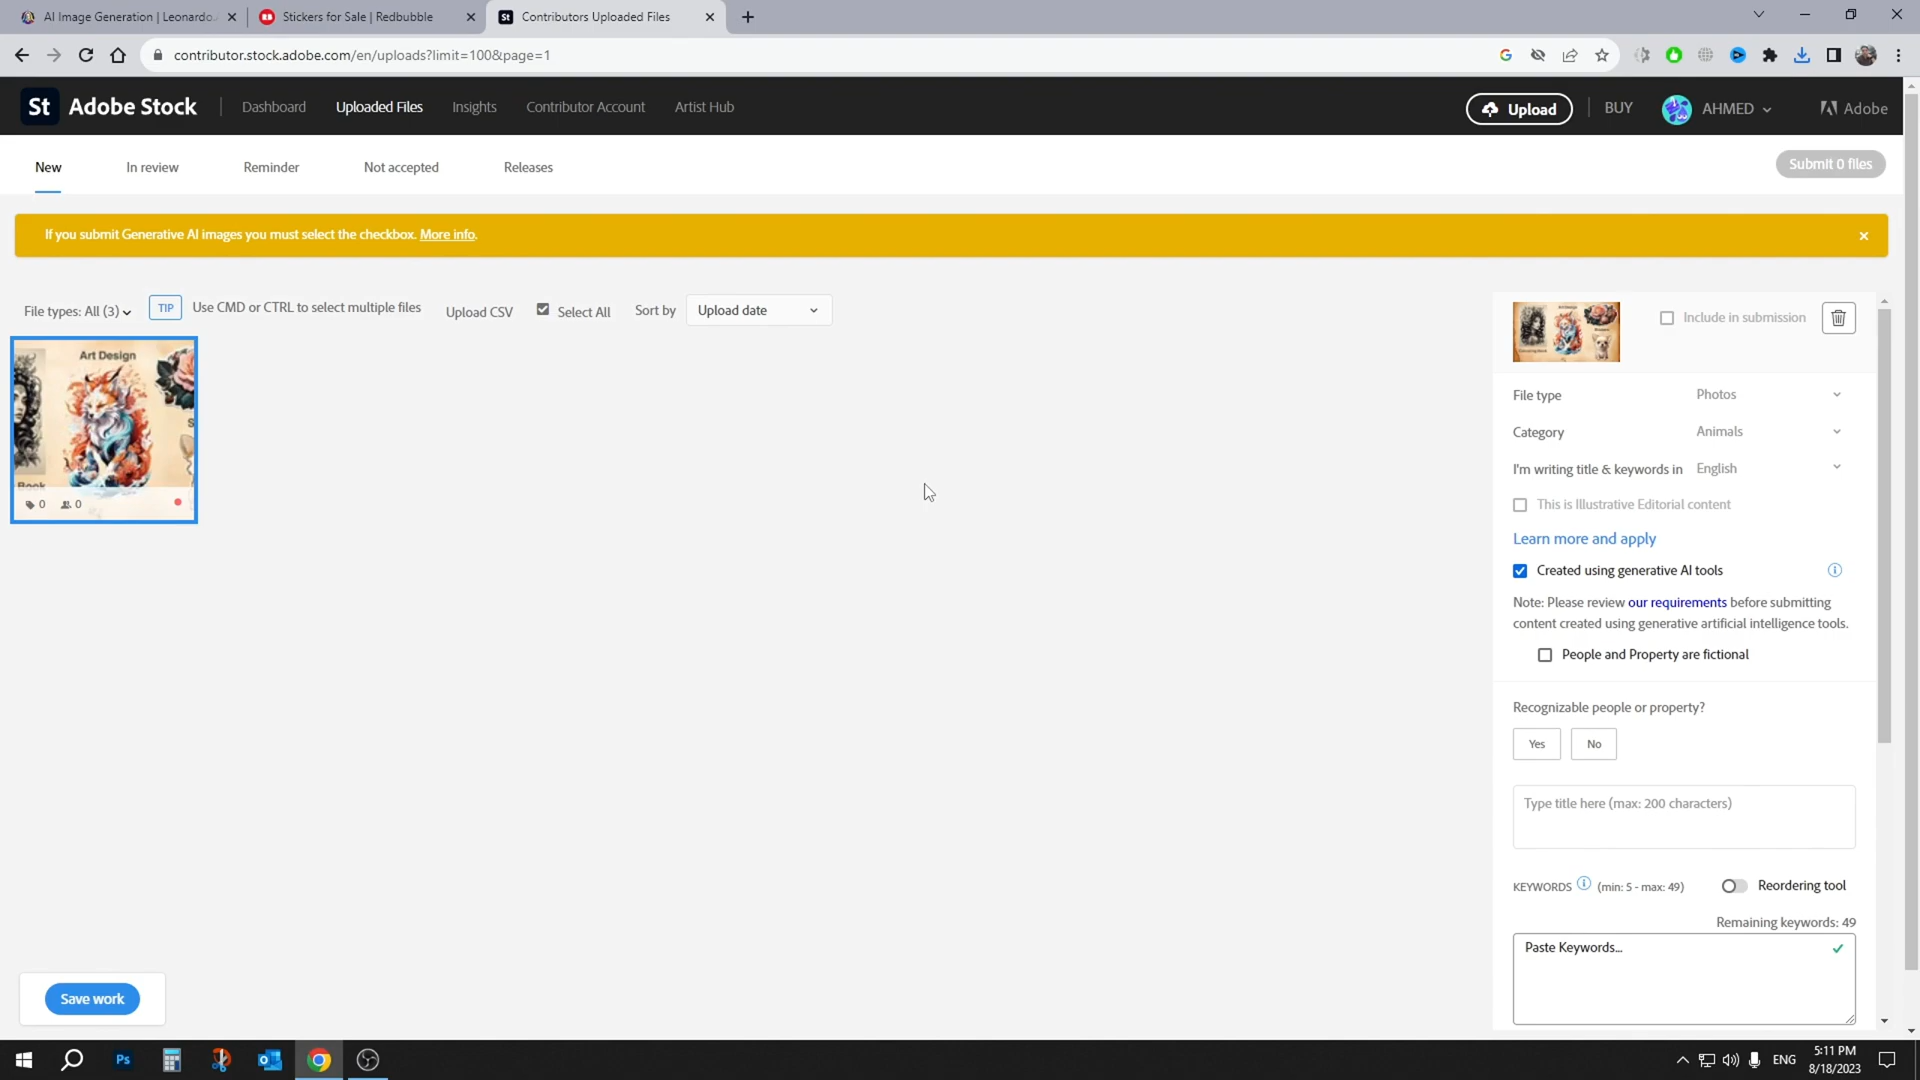 AI Image Generation | Leonardo.
Stickers for Sale | Redbubble
St Contributors Uploaded Files
contributor.stock.adobe.com/en/uploads?limit=100&page=1
St Adobe Stock
Dashboard
Uploaded Files
Insights
Contributor Account
Artist Hub
Upload
BUY
AHMED
Adobe
New
In review
Reminder
Not accepted
Releases
Submit 0 files
If you submit Generative AI images you must select the checkbox. More info.
File types: All (3)
TIP
Use CMD or CTRL to select multiple files
Upload CSV
Select All
Sort by
Upload date
Art Design
Book
0
0
Include in submission
File type
Photos
Category
Animals
I'm writing title & keywords in
English
This is Illustrative Editorial content
Learn more and apply
Created using generative AI tools
Note: Please review our requirements before submitting
content created using generative artificial intelligence tools.
People and Property are fictional
Recognizable people or property?
Yes
No
Type title here (max: 200 characters)
KEYWORDS
(min: 5 - max: 49)
Reordering tool
Remaining keywords: 49
Paste Keywords...
Save work
Ps
ENG
5:11 PM
8/18/2023